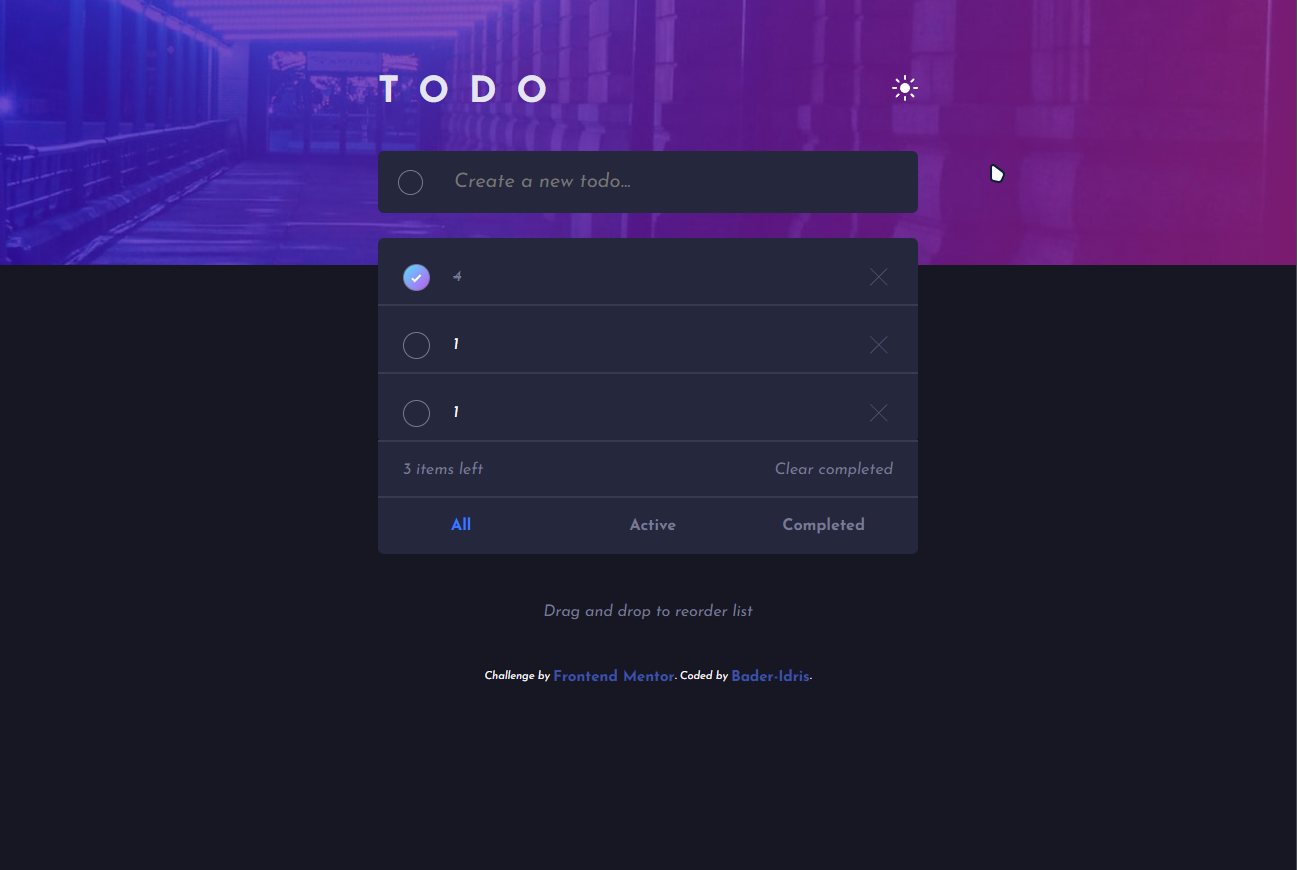 TODO
Create a new todo...
4
1
1
3 items left Clear completed
All Active Completed
Drag and drop to reorder list
Challenge by Frontend Mentor. Coded by Bader-Idris.